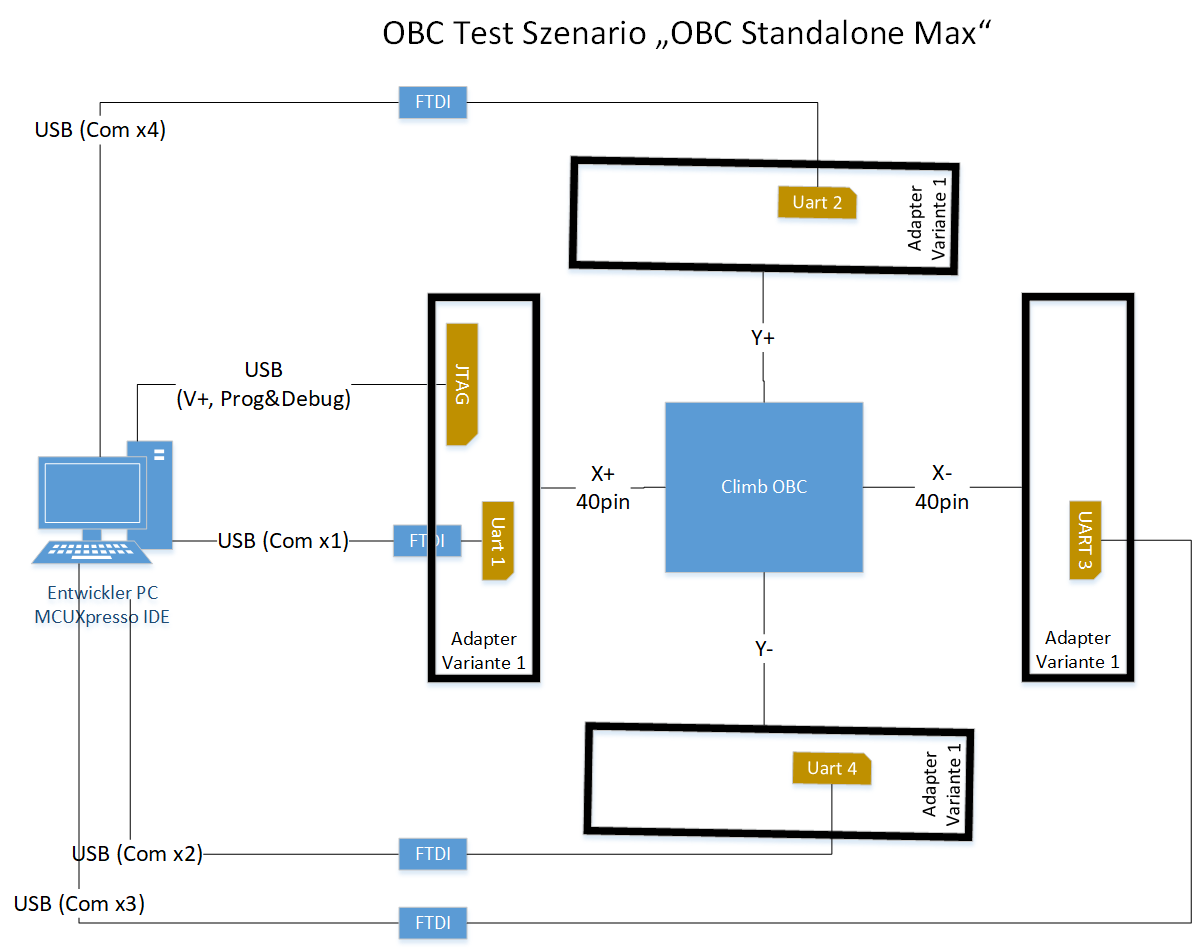 OBC Test Szenario „OBC Standalone Max“
FTDI
USB (Com x4)
Uart 2
Adapter
Variante 1
Y+
JTAG
USB
(V+, Prog&Debug)
X+
40pin
Climb OBC
X-
40pin
USB (Com x1)
FTDI
Uart 1
UART 3
Entwickler PC
MCUXpresso IDE
Adapter
Variante 1
Y-
Adapter
Variante 1
Uart 4
Adapter
Variante 1
USB (Com x2)
FTDI
USB (Com x3)
FTDI